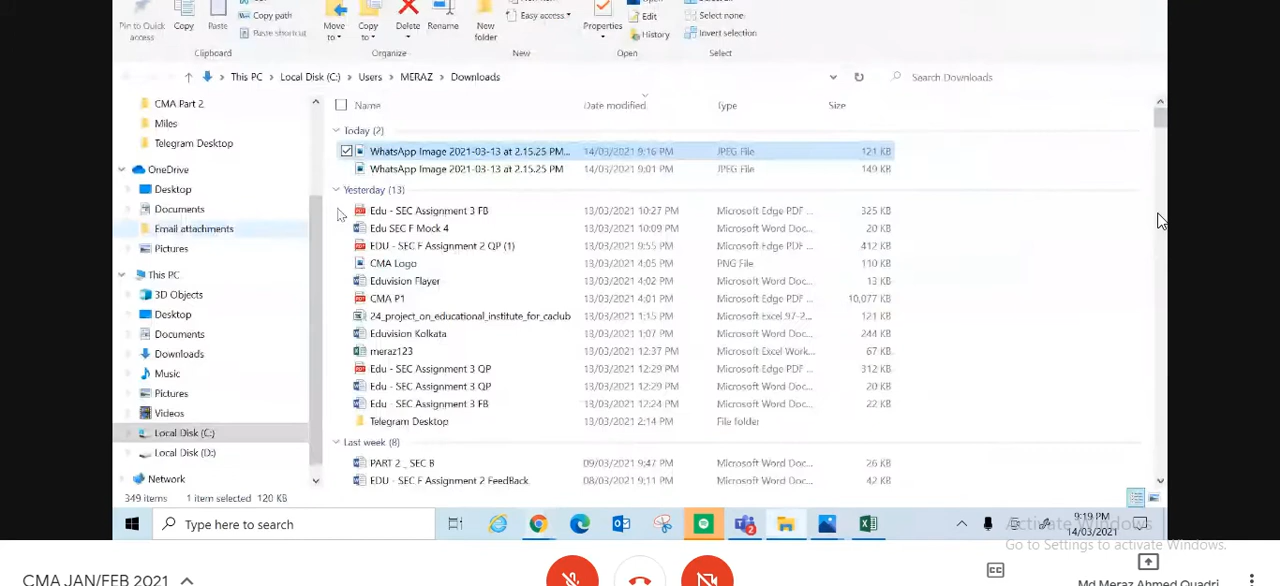 Pin to Quick access
Copy
Paste
Copy path
Paste shortcut
Clipboard
Move to
Copy to
Delete
Rename
Organize
New folder
Easy access
New
Properties
Edit
History
Open
Select none
Invert selection
Select
This PC > Local Disk (C:) > Users > MERAZ > Downloads
Search Downloads
CMA Part 2
Miles
Telegram Desktop
OneDrive
Desktop
Documents
Email attachments
Pictures
This PC
3D Objects
Desktop
Documents
Downloads
Music
Pictures
Videos
Local Disk (C:)
Local Disk (D:)
Network
Name Date modified Type Size
Today (2)
WhatsApp Image 2021-03-13 at 2.15.25 PM... 14/03/2021 9:16 PM JPEG File 121 KB
WhatsApp Image 2021-03-13 at 2.15.25 PM 14/03/2021 9:01 PM JPEG File 149 KB
Yesterday (13)
Edu - SEC Assignment 3 FB 13/03/2021 10:27 PM Microsoft Edge PDF ... 325 KB
Edu SEC F Mock 4 13/03/2021 10:09 PM Microsoft Word Doc... 20 KB
EDU - SEC F Assignment 2 QP (1) 13/03/2021 9:55 PM Microsoft Edge PDF ... 412 KB
CMA Logo 13/03/2021 4:05 PM PNG File 110 KB
Eduvision Flayer 13/03/2021 4:02 PM Microsoft Word Doc... 13 KB
CMA P1 13/03/2021 4:01 PM Microsoft Edge PDF ... 10,077 KB
24_project_on_educational_institute_for_caclub 13/03/2021 1:15 PM Microsoft Excel 97-2... 121 KB
Eduvision Kolkata 13/03/2021 1:07 PM Microsoft Word Doc... 244 KB
meraz123 13/03/2021 12:37 PM Microsoft Excel Work... 67 KB
Edu - SEC Assignment 3 QP 13/03/2021 12:29 PM Microsoft Edge PDF ... 312 KB
Edu - SEC Assignment 3 QP 13/03/2021 12:29 PM Microsoft Word Doc... 20 KB
Edu - SEC Assignment 3 FB 13/03/2021 12:24 PM Microsoft Word Doc... 22 KB
Telegram Desktop 13/03/2021 2:14 PM File folder
Last week (8)
PART 2 _ SEC B 09/03/2021 9:47 PM Microsoft Word Doc... 26 KB
EDU - SEC F Assignment 2 FeedBack 08/03/2021 9:11 PM Microsoft Word Doc... 42 KB
349 items 1 item selected 120 KB
Type here to search
9:19 PM
14/03/2021
Activate Windows
Go to Settings to activate Windows.
CMA JAN/FEB 2021
Md Meraz Ahmed Quadri